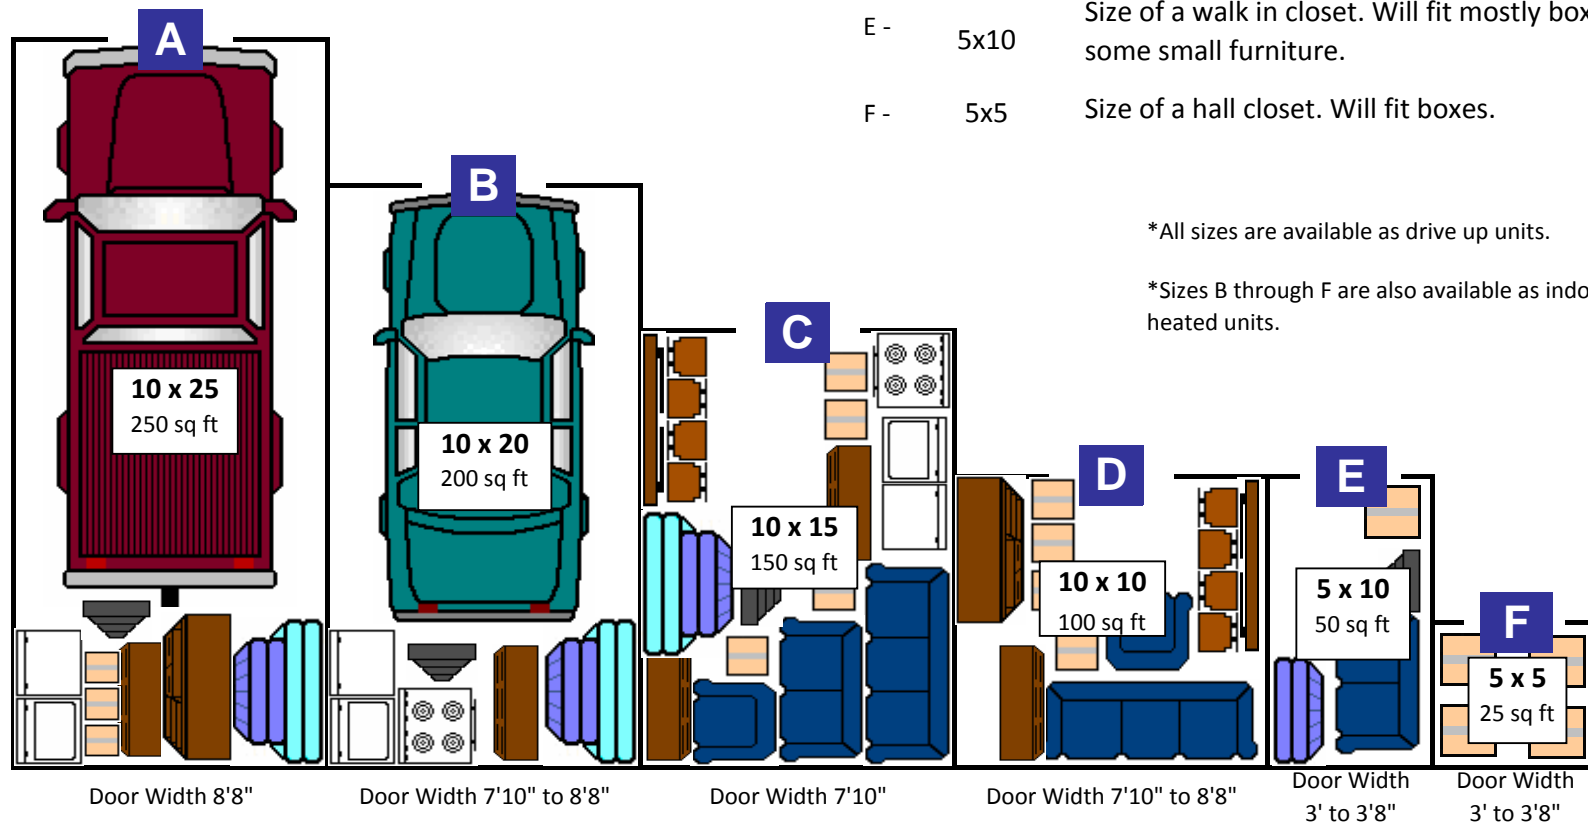 E - 5x10 Size of a walk in closet. Will fit mostly
some small furniture.
F - 5x5 Size of a hall closet. Will fit boxes.
*All sizes are available as drive up units.
*Sizes B through F are also available as
heated units.
A
B
C
D
E
F
10 x 25
250 sq ft
10 x 20
200 sq ft
10 x 15
150 sq ft
10 x 10
100 sq ft
5 x 10
50 sq ft
5 x 5
25 sq ft
Door Width 8'8"
Door Width 7'10" to 8'8"
Door Width 7'10"
Door Width 7'10" to 8'8"
Door Width
3' to 3'8"
Door Width
3' to 3'8"